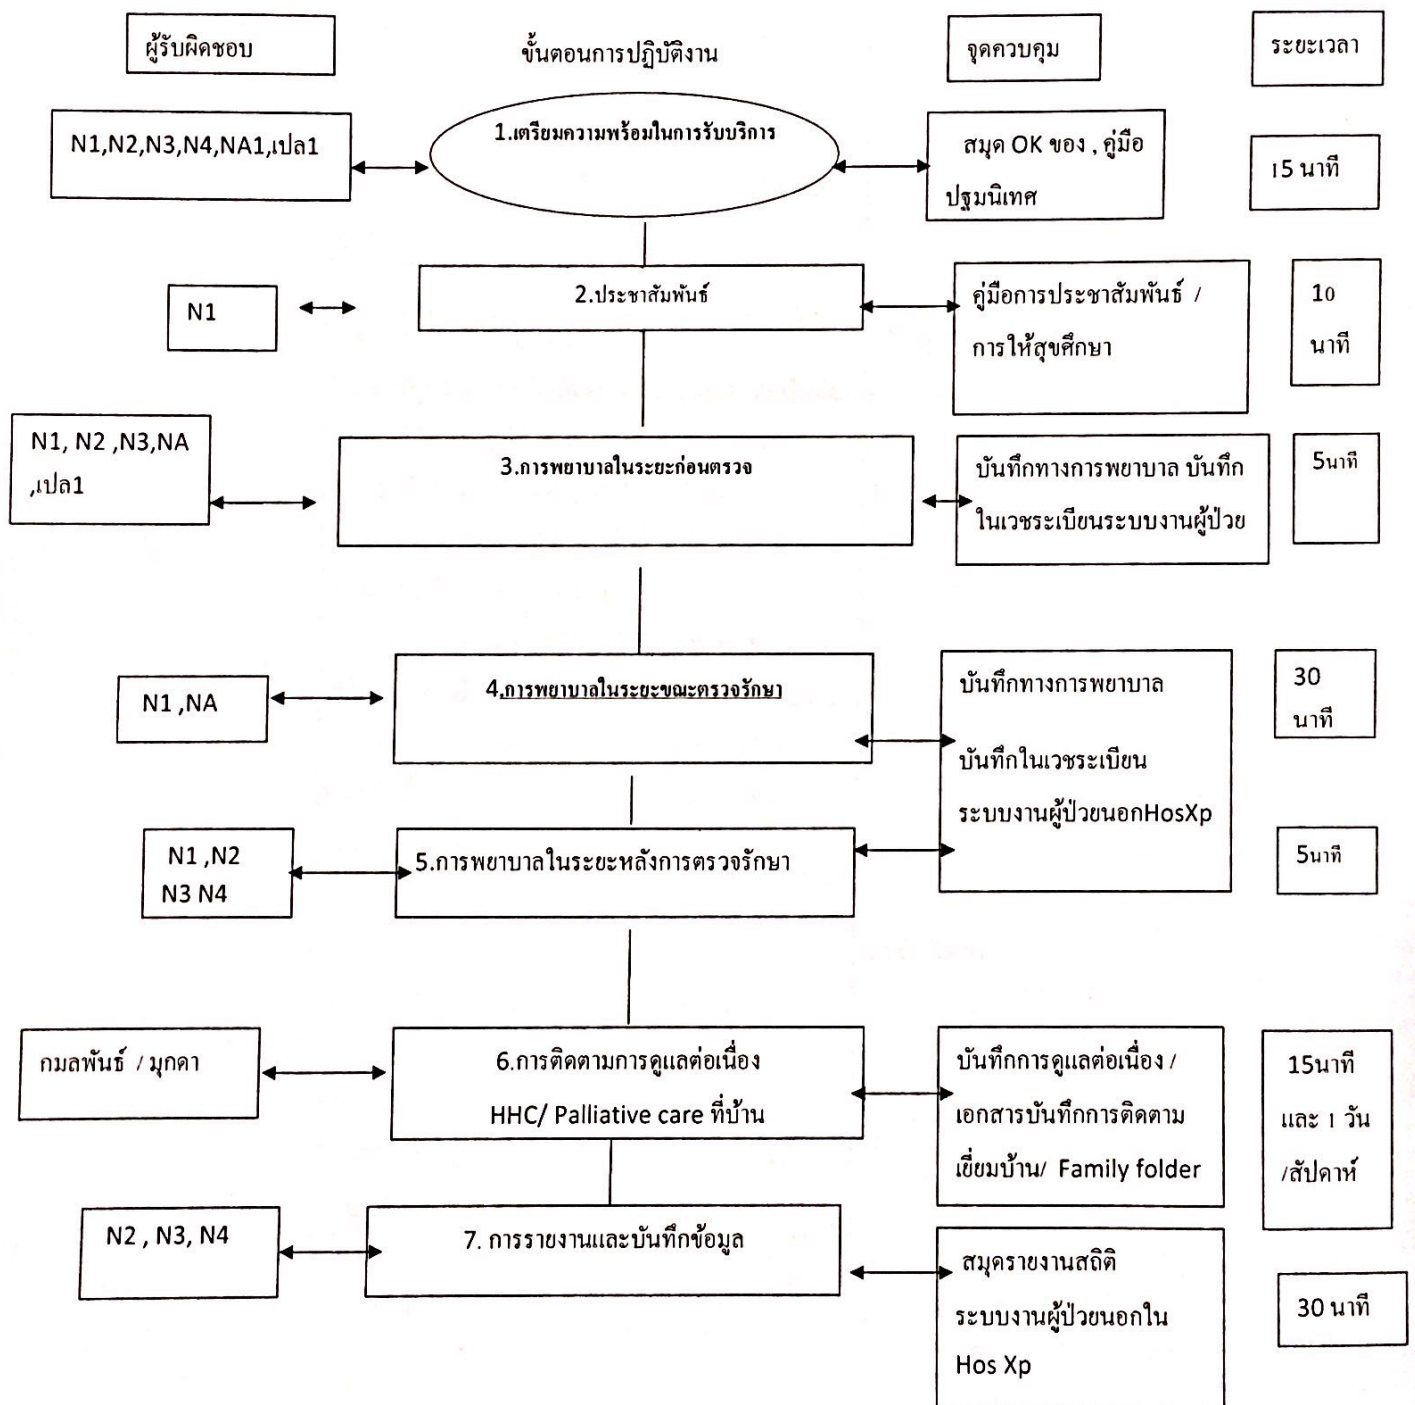 ผู้รับผิดชอบ
ขั้นตอนการปฏิบัติงาน
จุดควบคุม
ระยะเวลา
N1,N2,N3,N4,NA1,เปล1
1.เตรียมความพร้อมในการรับบริการ
สมุด OK ของ , คู่มือ
ปฐมนิเทศ
15 นาที
N1
2.ประชาสัมพันธ์
คู่มือการประชาสัมพันธ์ /
การให้สุขศึกษา
10
นาที
N1, N2 ,N3,NA
,เปล1
3.การพยาบาลในระยะก่อนตรวจ
บันทึกทางการพยาบาล บันทึก
ในเวชระเบียนระบบงานผู้ป่วย
5นาที
N1 ,NA
4.การพยาบาลในระยะขณะตรวจรักษา
บันทึกทางการพยาบาล
บันทึกในเวชระเบียน
ระบบงานผู้ป่วยนอกHosXp
30
นาที
N1 ,N2
N3 N4
5.การพยาบาลในระยะหลังการตรวจรักษา
5นาที
กมลพันธ์ / มุกดา
6.การติดตามการดูแลต่อเนื่อง
HHC/ Palliative care ที่บ้าน
บันทึกการดูแลต่อเนื่อง /
เอกสารบันทึกการติดตาม
เยี่ยมบ้าน/ Family folder
15นาที
และ 1 วัน
/สัปดาห์
N2 , N3, N4
7. การรายงานและบันทึกข้อมูล
สมุดรายงานสถิติ
ระบบงานผู้ป่วยนอกใน
Hos Xp
30 นาที